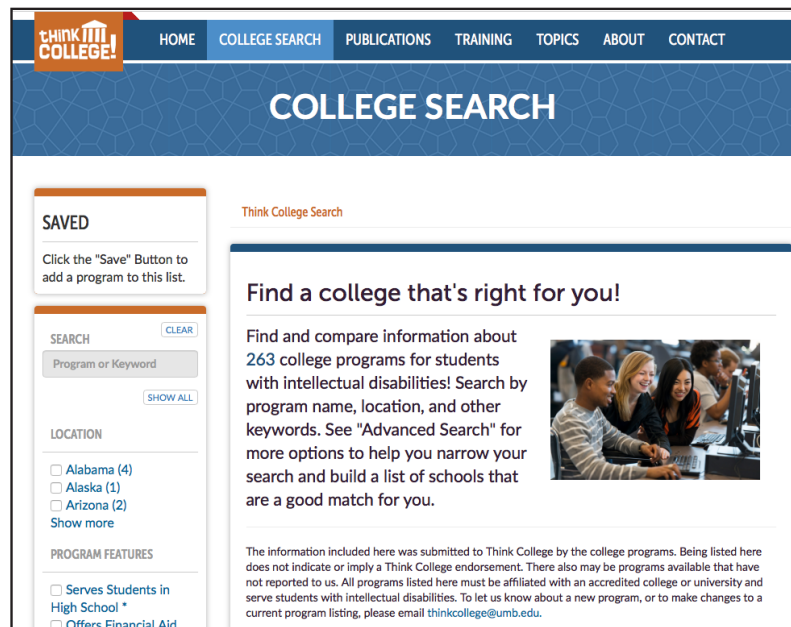 THINK
COLLEGE!
HOME COLLEGE SEARCH PUBLICATIONS TRAINING TOPICS ABOUT CONTACT
COLLEGE SEARCH
SAVED
Click the "Save" Button to
add a program to this list.
CLEAR
SEARCH
Program or Keyword
SHOW ALL
LOCATION
Alabama (4)
Alaska (1)
Arizona (2)
Show more
PROGRAM FEATURES
Serves Students in
High School *
Offers Financial Aid
Think College Search
Find a college that's right for you!
Find and compare information about
263 college programs for students
with intellectual disabilities! Search by
program name, location, and other
keywords. See "Advanced Search" for
more options to help you narrow your
search and build a list of schools that
are a good match for you.
The information included here was submitted to Think College by the college programs. Being listed here
does not indicate or imply a Think College endorsement. There also may be programs available that have
not reported to us. All programs listed here must be affiliated with an accredited college or university and
serve students with intellectual disabilities. To let us know about a new program, or to make changes to a
current program listing, please email thinkcollege@umb.edu.